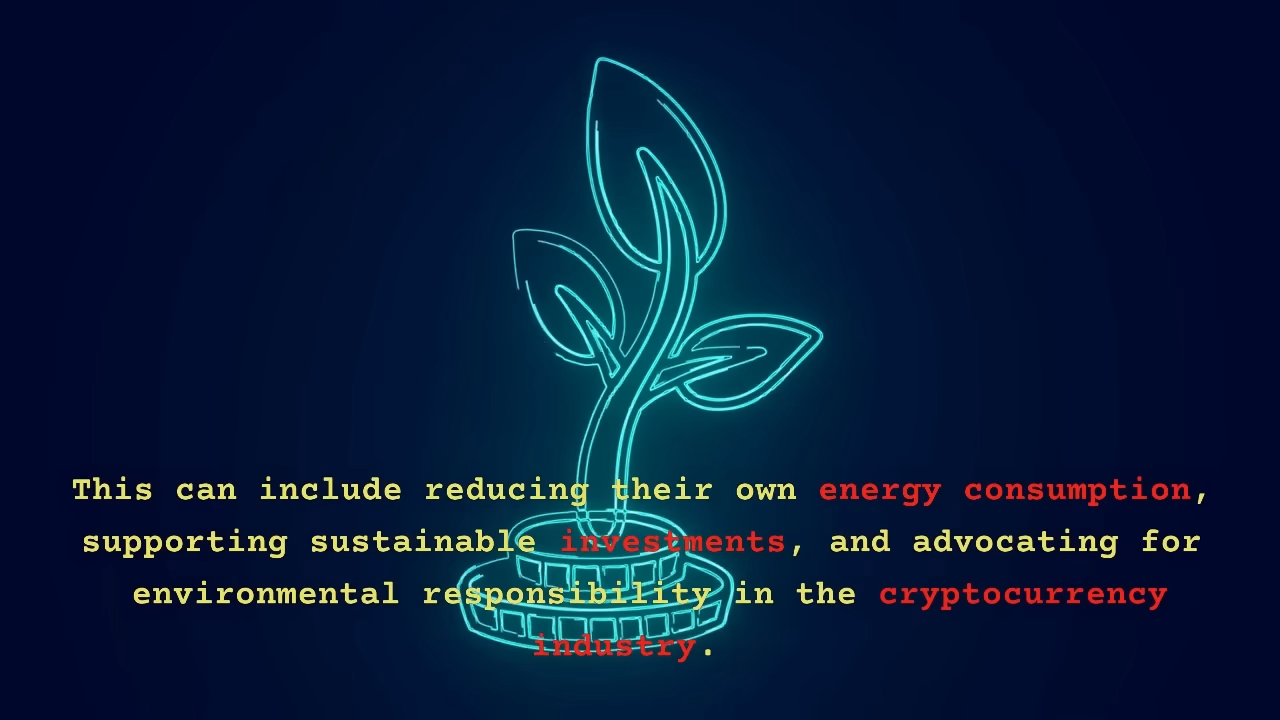 This can include reducing their own energy consumption,
supporting sustainable investments, and advocating for
environmental responsibility in the cryptocurrency
industry.